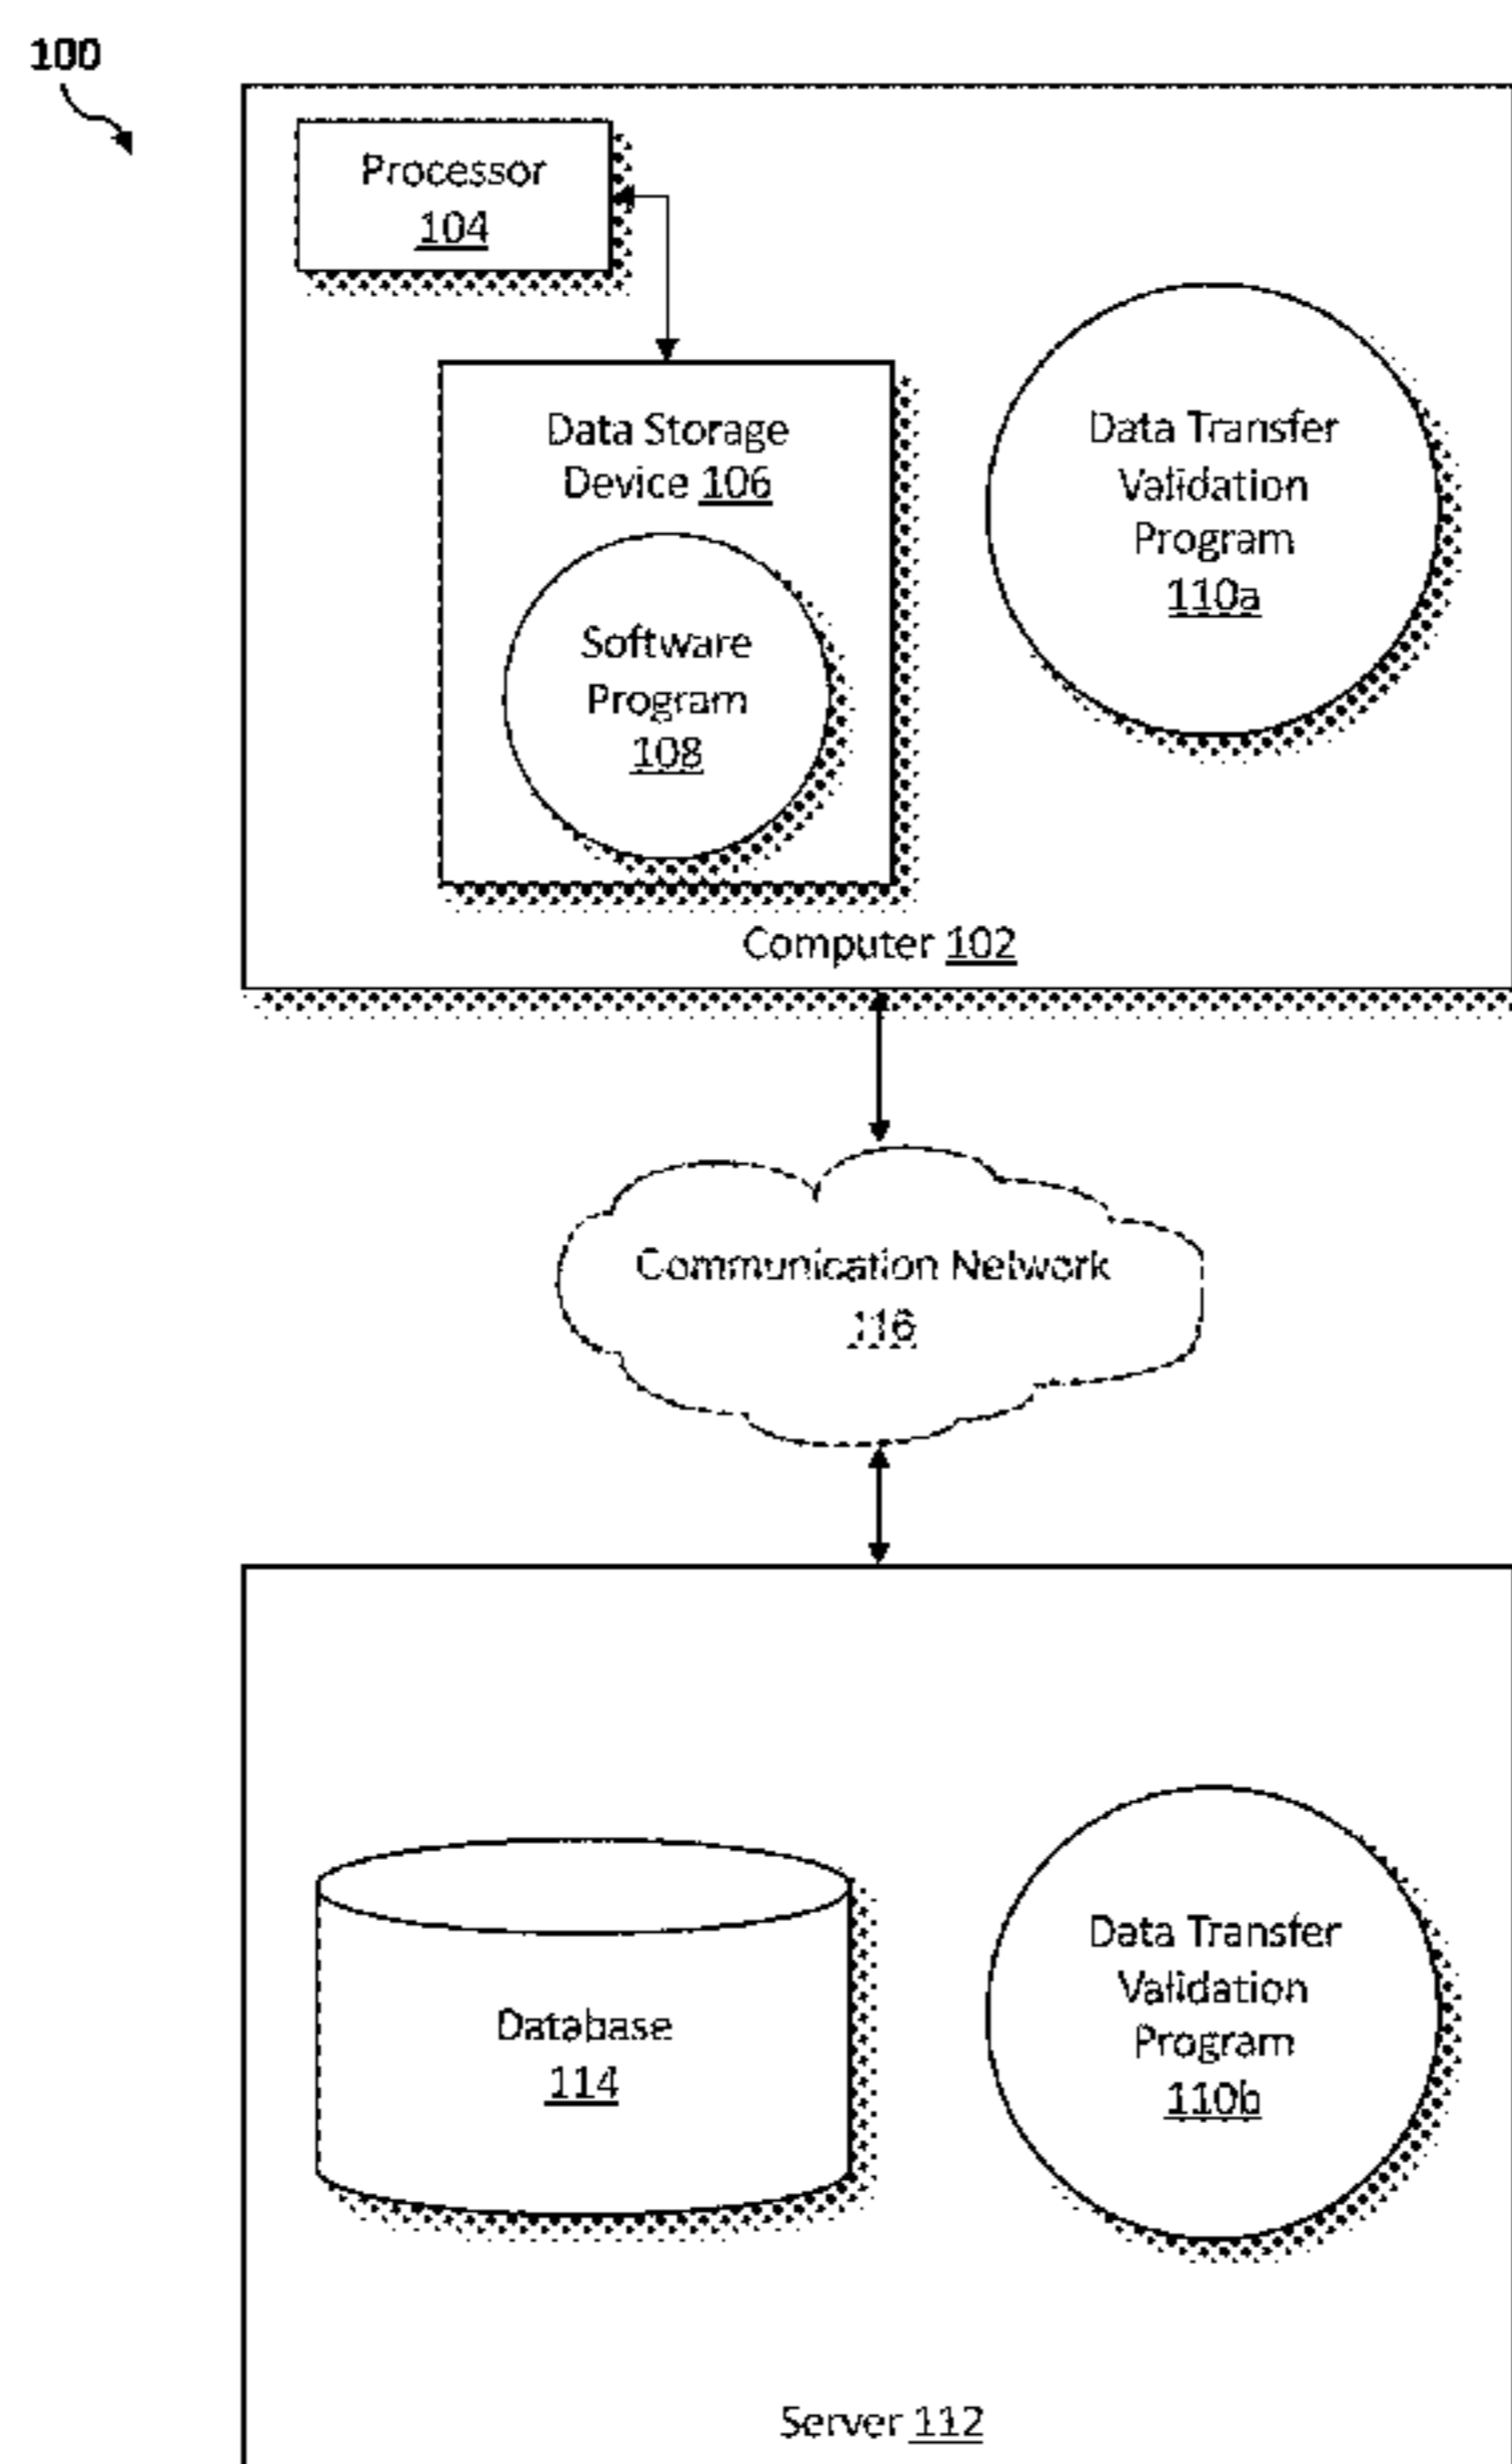 100
Processor
104
Data Storage
Device 106
Software
Program
108
Data Transfer
Validation
Program
110a
Computer 102
Communication Network
116
Database
114
Data Transfer
Validation
Program
110b
Server 112